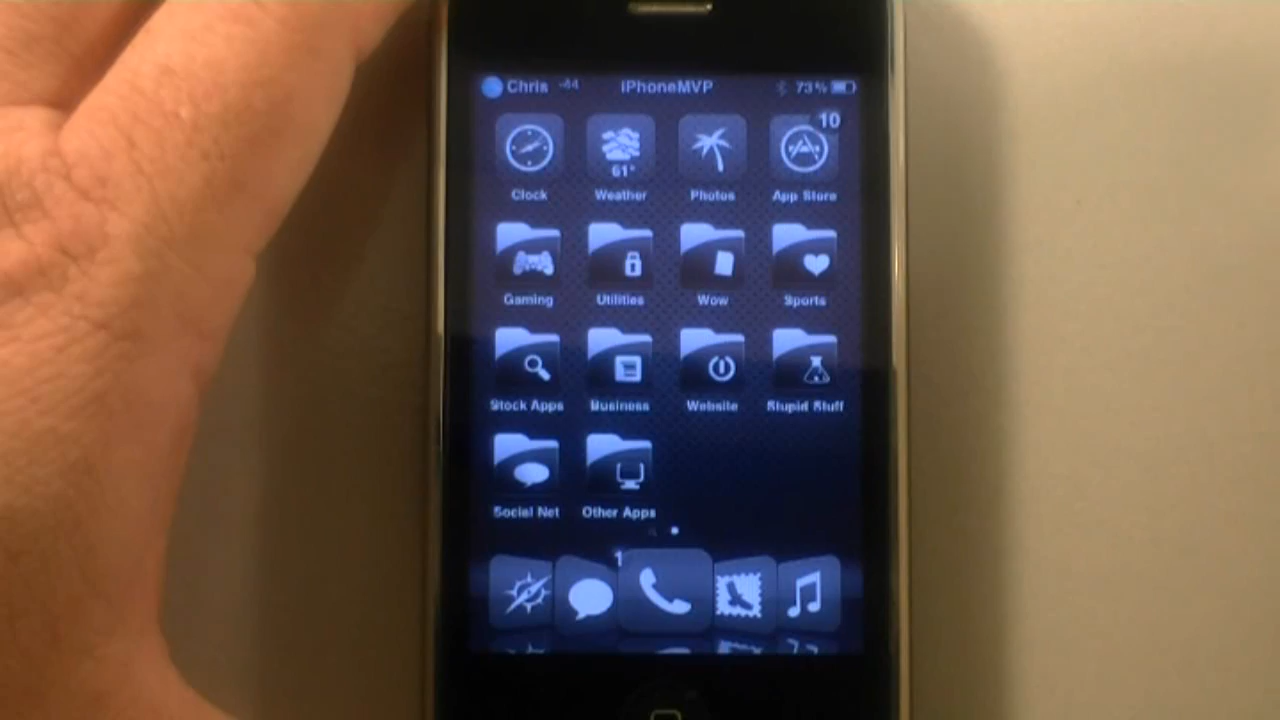 Chris -44 iPhoneMVP 73%
10
61°
Clock Weather Photos App Store
Gaming Utilities Wow Sports
Stock Apps Business Website Stupid Stuff
Social Net Other Apps
1